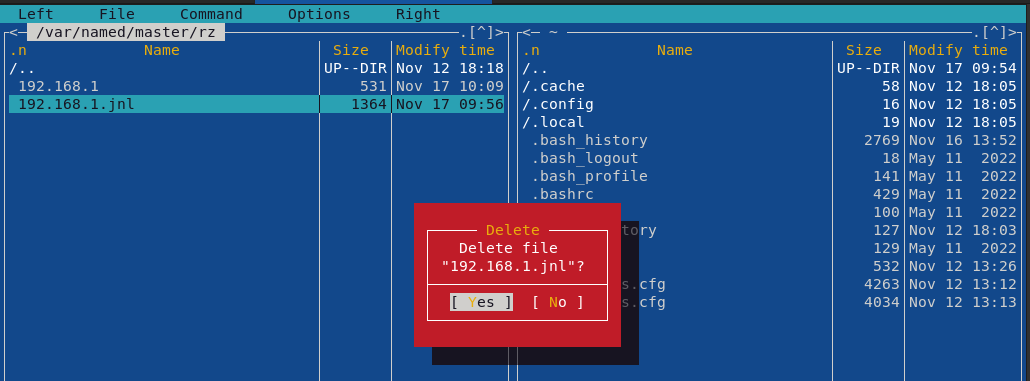 Left File Command Options Right
<— /var/named/master/rz .[^]> <— ~ .[^]>
.n Name Size Modify time .n Name Size Modify time
/.. UP--DIR Nov 12 18:18 /.. UP--DIR Nov 17 09:54
192.168.1 531 Nov 17 10:09 /.cache 58 Nov 12 18:05
192.168.1.jnl 1364 Nov 17 09:56 /.config 16 Nov 12 18:05
/.local 19 Nov 12 18:05
.bash_history 2769 Nov 16 13:52
.bash_logout 18 May 11 2022
.bash_profile 141 May 11 2022
.bashrc 429 May 11 2022
100 May 11 2022
Delete tory 127 Nov 12 18:03
Delete file 129 May 11 2022
"192.168.1.jnl"? 532 Nov 12 13:26
s.cfg 4263 Nov 12 13:12
[ Yes ] [ No ] s.cfg 4034 Nov 12 13:13